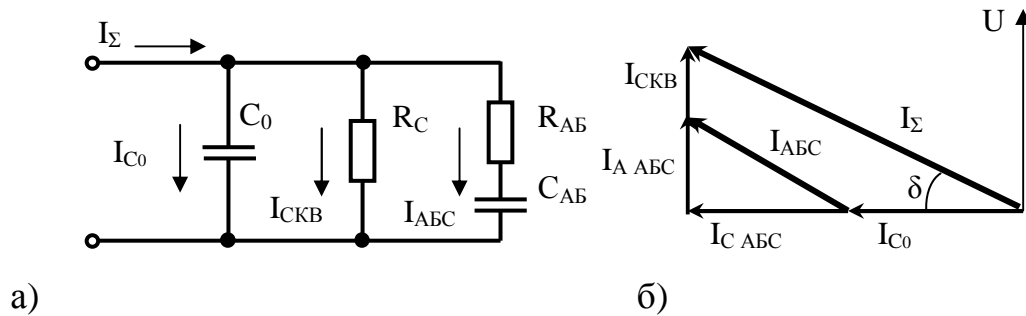 I_Σ
C_0
R_C
R_АБ
I_C0
I_СКВ
I_АБС
C_АБ
а)
U
I_СКВ
I_Σ
I_АБС
I_А АБС
δ
I_С АБС
I_C0
б)